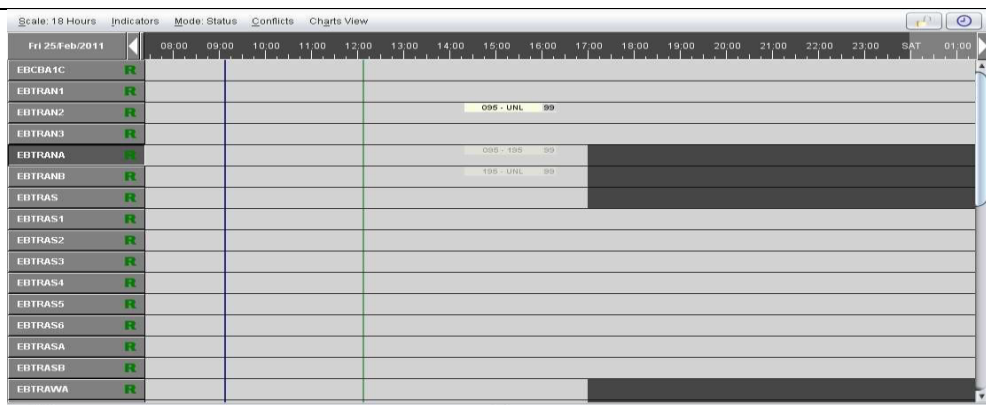 Scale: 18 Hours Indicators Mode: Status Conflicts Charts View
Fri 25/Feb/2011 08:00 09:00 10:00 11:00 12:00 13:00 14:00 15:00 16:00 17:00 18:00 19:00 20:00 21:00 22:00 23:00 SAT 01:00
EBCBA1C R
EBTRAN1 R
EBTRAN2 R 095 - UNL 99
EBTRAN3 R
EBTRANA R 095 - 195 99
EBTRANB R 195 - UNL 99
EBTRAS R
EBTRAS1 R
EBTRAS2 R
EBTRAS3 R
EBTRAS4 R
EBTRAS5 R
EBTRAS6 R
EBTRASA R
EBTRASB R
EBTRAWA R